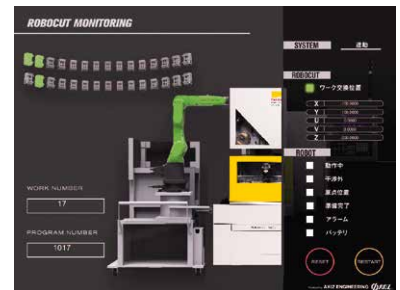 ROBOCUT MONITORING
SYSTEM
連動
ROBOCUT
ワーク交換位置
X
Y
U
V
Z
ROBOT
動作中
干渉外
原点位置
準備完了
アラーム
バッテリ
WORK NUMBER
17
PROGRAM NUMBER
1017
RESET
RESTART
AXIZ ENGINEERING